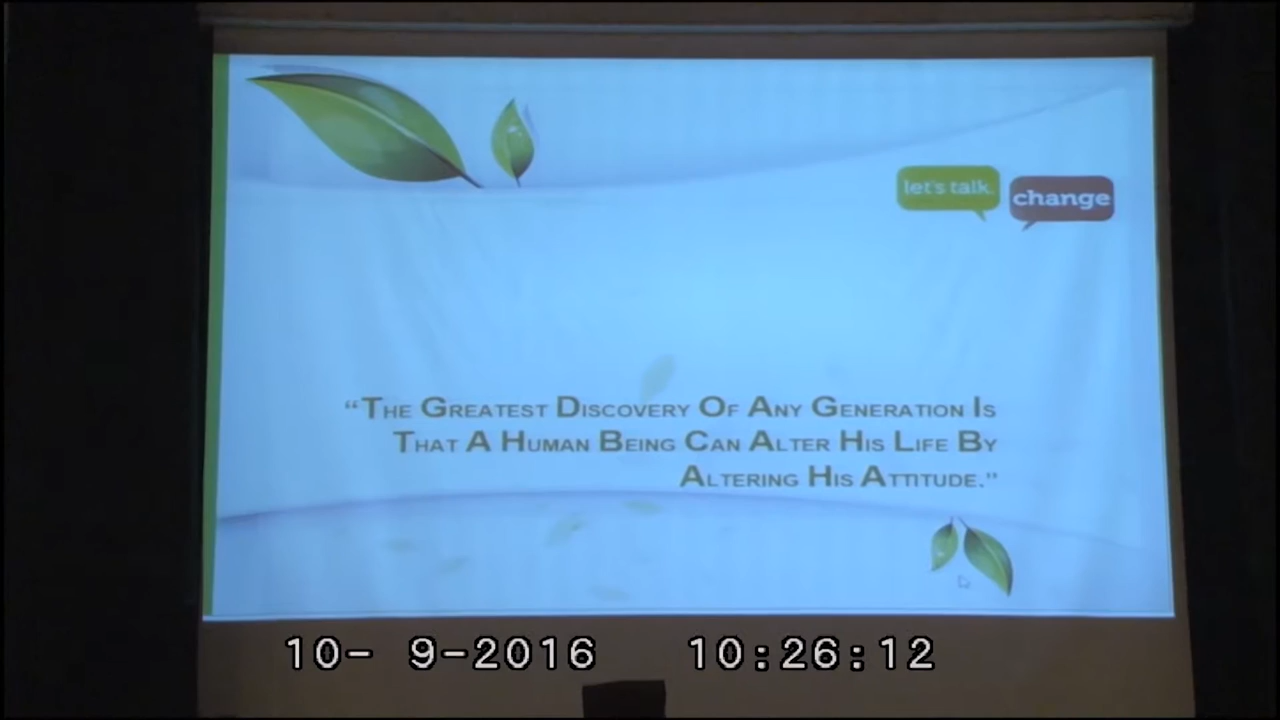 let's talk.
change
“The Greatest Discovery Of Any Generation Is
That A Human Being Can Alter His Life By
Altering His Attitude.”
10- 9-2016 10:26:12